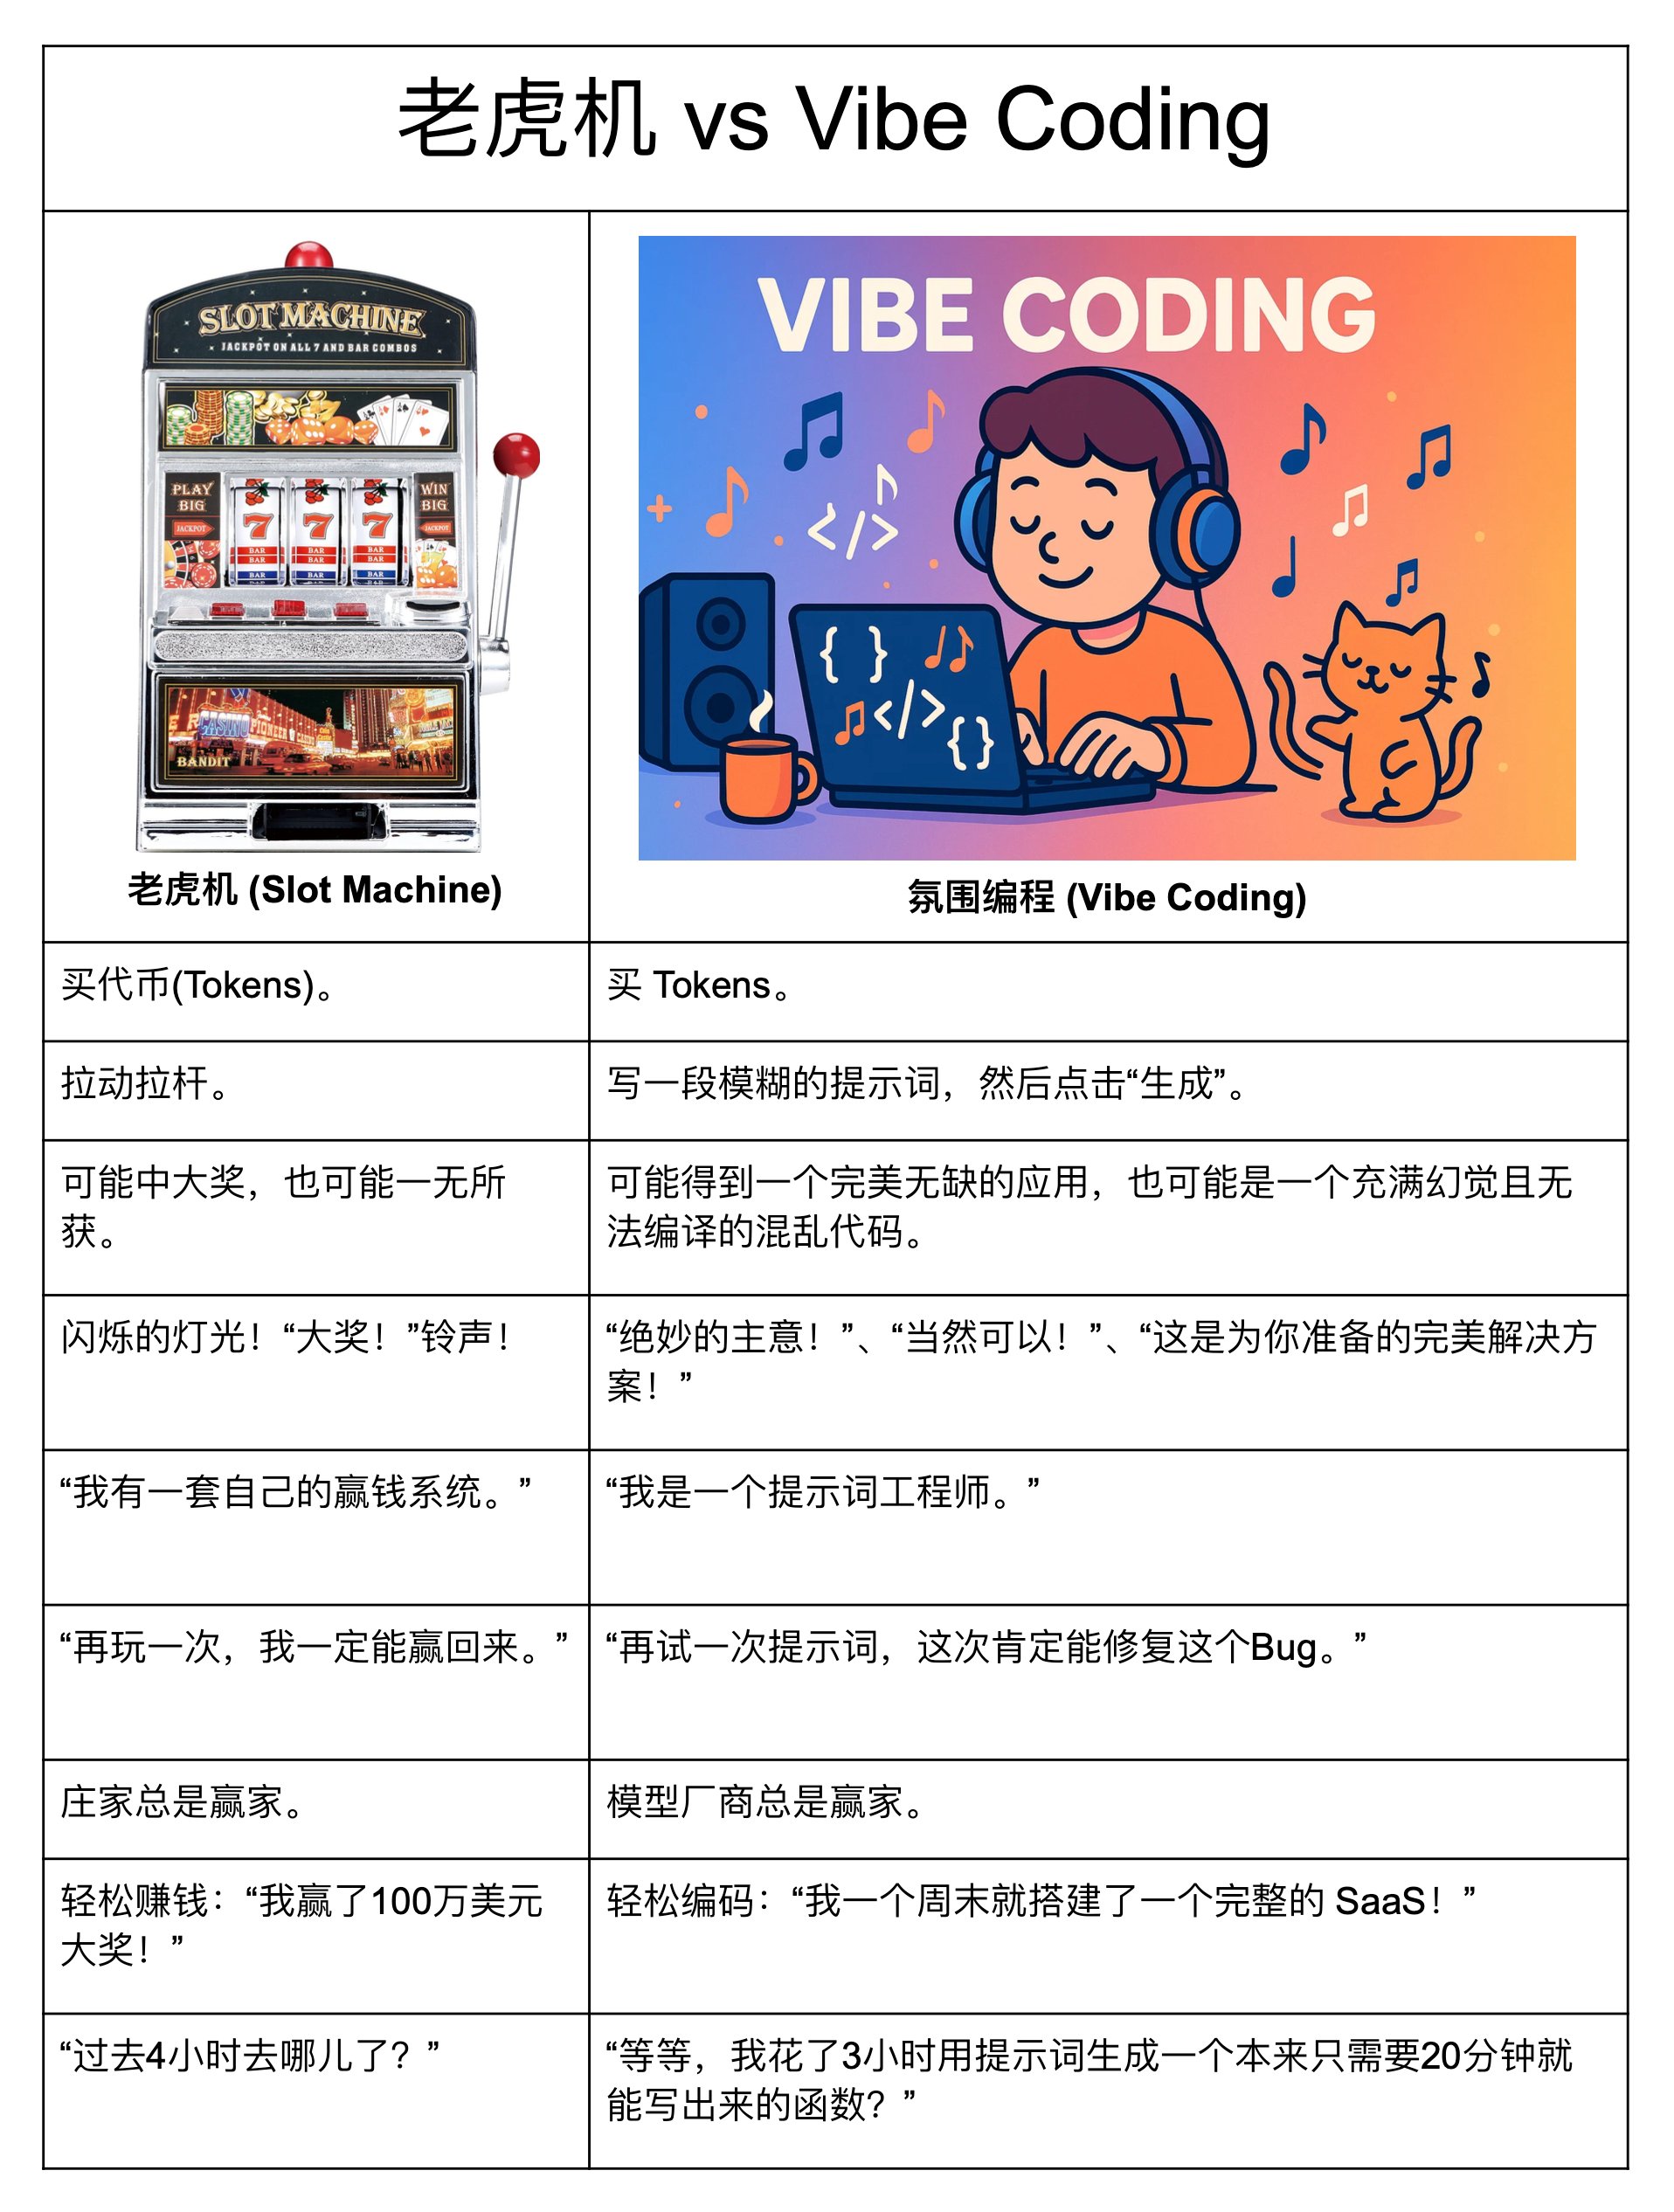 老虎机 vs Vibe Coding
SLOT MACHINE
JACKPOT ON ALL 7 AND BAR COMBOS
PLAY
BIG
JACKPOT
WIN
BIG
JACKPOT
7 7 7
BAR BAR BAR
BAR BAR BAR
CASINO
PIONEER
BANDIT
老虎机 (Slot Machine)
VIBE CODING
</>
{ }
</>
{}
氛围编程 (Vibe Coding)
买代币(Tokens)。
买 Tokens。
拉动拉杆。
写一段模糊的提示词，然后点击“生成”。
可能中大奖，也可能一无所
获。
可能得到一个完美无缺的应用，也可能是一个充满幻觉且无
法编译的混乱代码。
闪烁的灯光！“大奖！”铃声！
“绝妙的主意！”、“当然可以！”、“这是为你准备的完美解决方
案！”
“我有一套自己的赢钱系统。”
“我是一个提示词工程师。”
“再玩一次，我一定能赢回来。”
“再试一次提示词，这次肯定能修复这个Bug。”
庄家总是赢家。
模型厂商总是赢家。
轻松赚钱：“我赢了100万美元
大奖！”
轻松编码：“我一个周末就搭建了一个完整的 SaaS！”
“过去4小时去哪儿了？”
“等等，我花了3小时用提示词生成一个本来只需要20分钟就
能写出来的函数？”